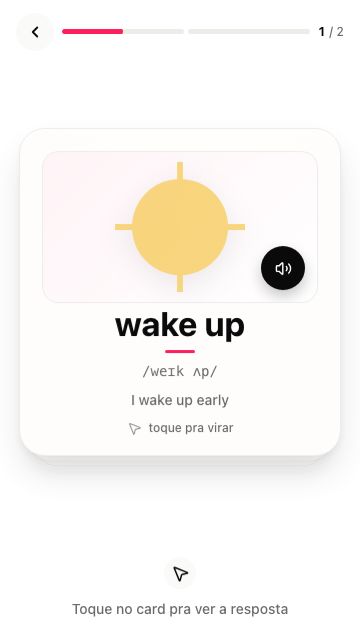 1 / 2
wake up
/weɪk ʌp/
I wake up early
toque pra virar
Toque no card pra ver a resposta